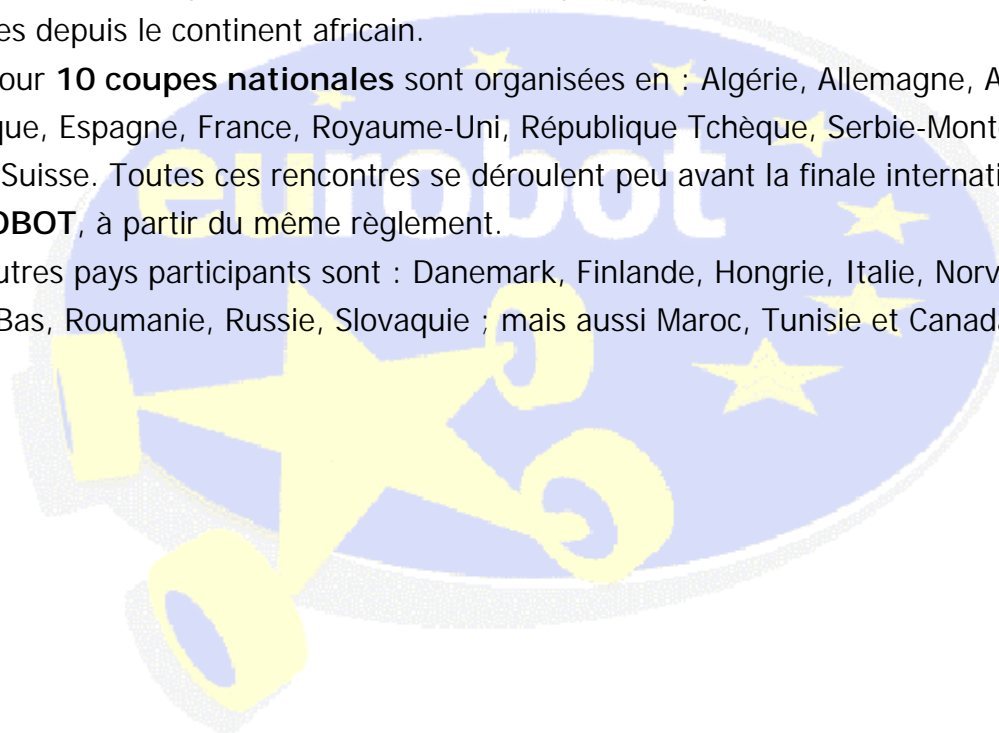 es depuis le continent africain.
our 10 coupes nationales sont organisées en : Algérie, Allemagne, A
que, Espagne, France, Royaume-Uni, République Tchèque, Serbie-Mont
Suisse. Toutes ces rencontres se déroulent peu avant la finale internati
OBOT, à partir du même règlement.
utres pays participants sont : Danemark, Finlande, Hongrie, Italie, Norv
Bas, Roumanie, Russie, Slovaquie ; mais aussi Maroc, Tunisie et Canada
eurobot